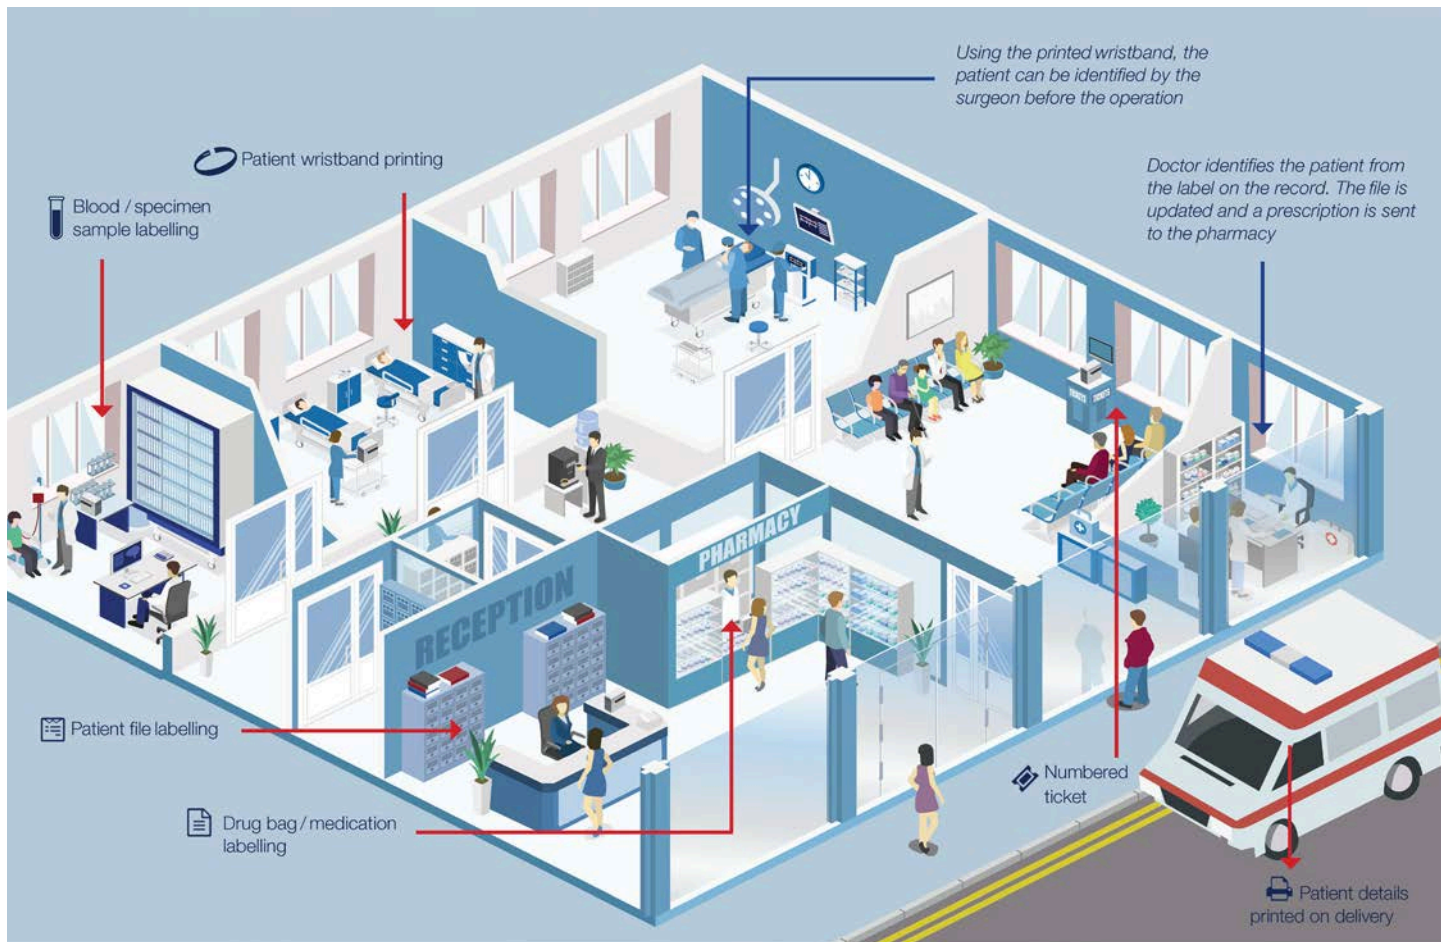 Using the printed wristband, the
patient can be identified by the
surgeon before the operation
Patient wristband printing
Doctor identifies the patient from
the label on the record. The file is
updated and a prescription is sent
to the pharmacy
Blood / specimen
sample labelling
TICKETS TICKETS
PHARMACY
RECEPTION
Patient file labelling
Numbered
ticket
Drug bag / medication
labelling
Patient details
printed on delivery